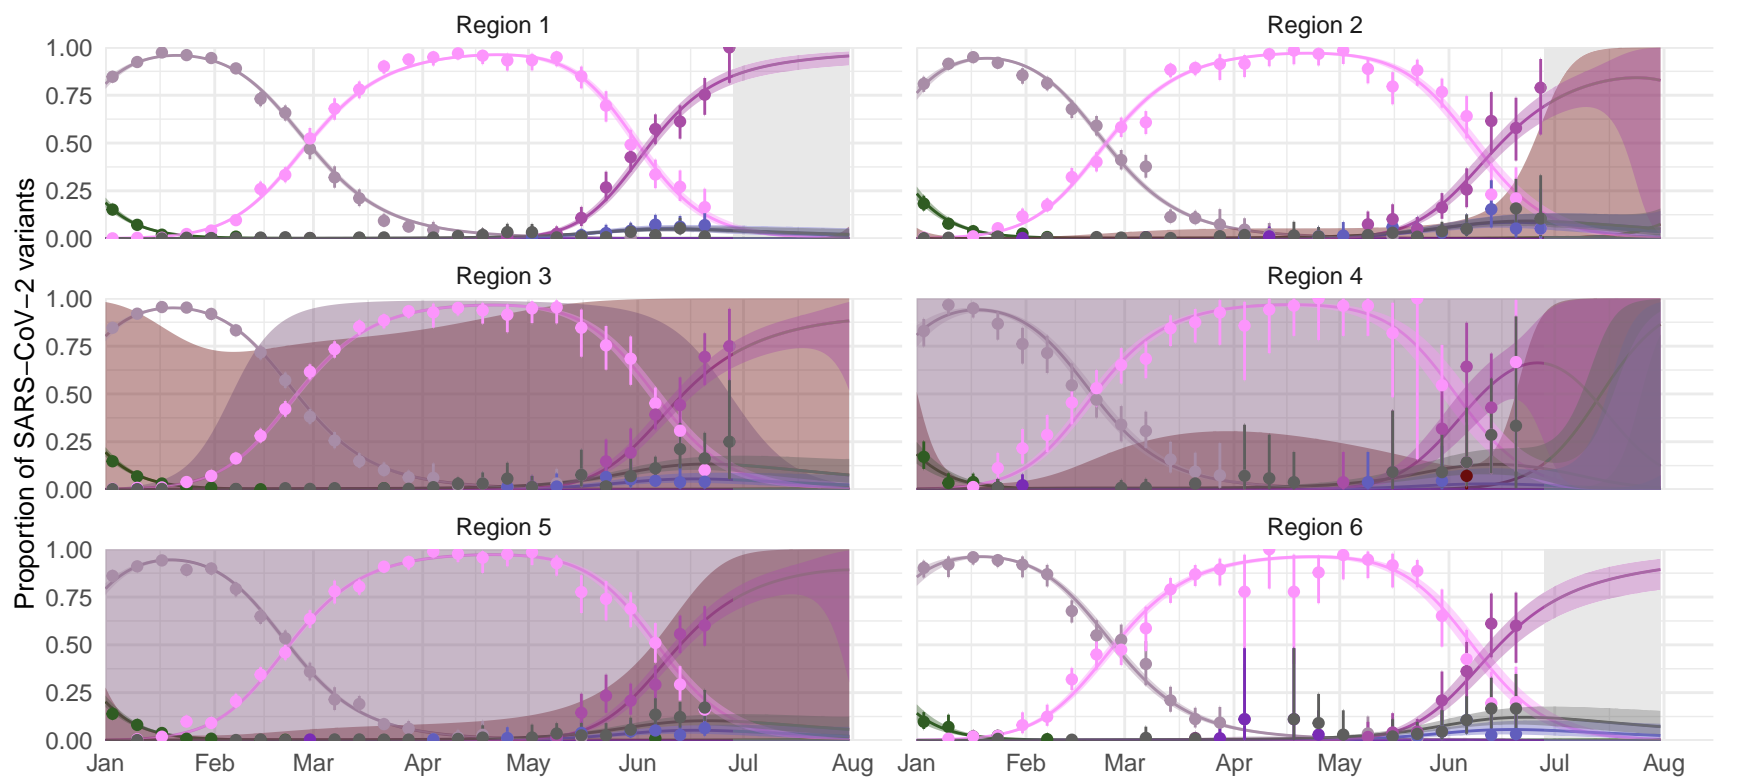 Region 1
Region 2
1.00
0.75
0.50
0.25
0.00
Region 3
Region 4
1.00
0.75
0.50
0.25
0.00
Region 5
Region 6
1.00
0.75
0.50
0.25
0.00
Jan Feb Mar Apr May Jun Jul Aug
Jan Feb Mar Apr May Jun Jul Aug
Proportion of SARS−CoV−2 variants